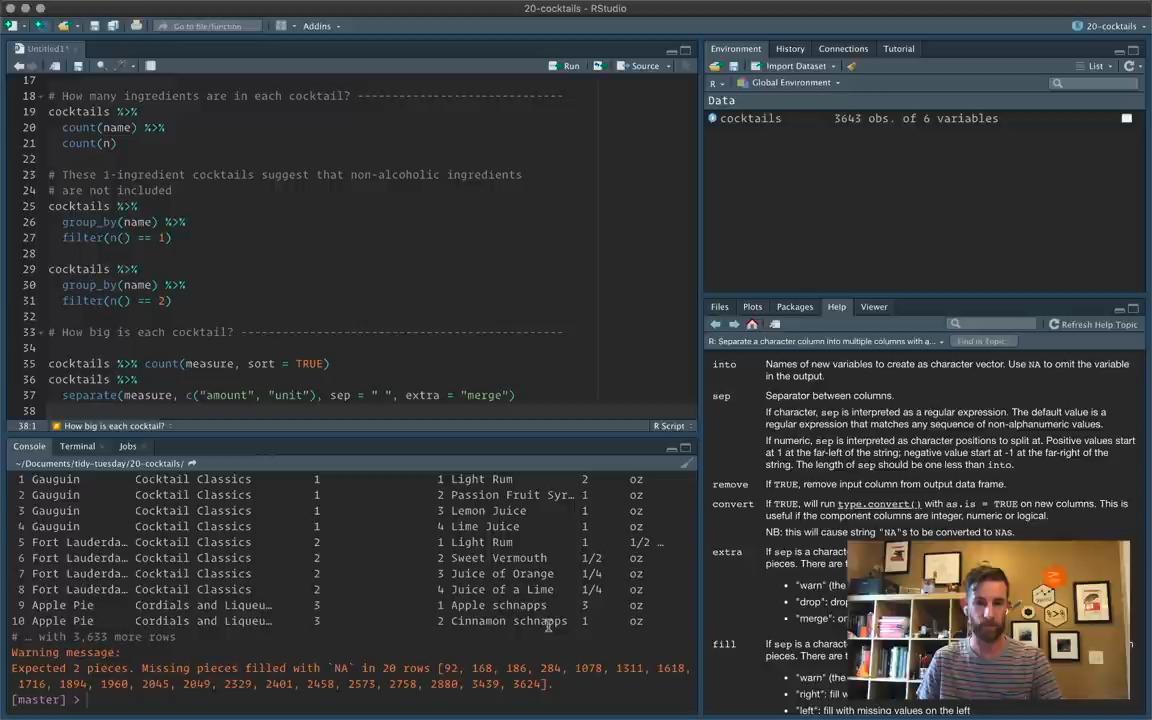 20-cocktails - RStudio
Go to file/function
Addins
20-cocktails
Untitled1*
Run
Source
17
18 # How many ingredients are in each cocktail? -----------------------------
19 cocktails %>%
20 count(name) %>%
21 count(n)
22
23 # These 1-ingredient cocktails suggest that non-alcoholic ingredients
24 # are not included
25 cocktails %>%
26 group_by(name) %>%
27 filter(n() == 1)
28
29 cocktails %>%
30 group_by(name) %>%
31 filter(n() == 2)
32
33 # How big is each cocktail? ---------------------------------------------
34
35 cocktails %>% count(measure, sort = TRUE)
36 cocktails %>%
37 separate(measure, c("amount", "unit"), sep = " ", extra = "merge")
38
38:1 How big is each cocktail? R Script
Console Terminal Jobs
~/Documents/tidy-tuesday/20-cocktails/
1 Gauguin Cocktail Classics 1 1 Light Rum 2 oz
2 Gauguin Cocktail Classics 1 2 Passion Fruit Syr… 1 oz
3 Gauguin Cocktail Classics 1 3 Lemon Juice 1 oz
4 Gauguin Cocktail Classics 1 4 Lime Juice 1 oz
5 Fort Lauderda… Cocktail Classics 2 1 Light Rum 1 1/2 …
6 Fort Lauderda… Cocktail Classics 2 2 Sweet Vermouth 1/2 oz
7 Fort Lauderda… Cocktail Classics 2 3 Juice of Orange 1/4 oz
8 Fort Lauderda… Cocktail Classics 2 4 Juice of a Lime 1/4 oz
9 Apple Pie Cordials and Liqueu… 3 1 Apple schnapps 3 oz
10 Apple Pie Cordials and Liqueu… 3 2 Cinnamon schnapps 1 oz
# … with 3,633 more rows
Warning message:
Expected 2 pieces. Missing pieces filled with `NA` in 20 rows [92, 168, 186, 284, 1078, 1311, 1618,
1716, 1894, 1960, 2045, 2049, 2329, 2401, 2458, 2573, 2758, 2880, 3439, 3624].
[master] >
Environment History Connections Tutorial
Import Dataset
List
R
Global Environment
Data
cocktails 3643 obs. of 6 variables
Files Plots Packages Help Viewer
Refresh Help Topic
R: Separate a character column into multiple columns with a...
Find in Topic
into Names of new variables to create as character vector. Use NA to omit the variable
in the output.
sep Separator between columns.
If character, sep is interpreted as a regular expression. The default value is a
regular expression that matches any sequence of non-alphanumeric values.
If numeric, sep is interpreted as character positions to split at. Positive values start
at 1 at the far-left of the string; negative value start at -1 at the far-right of the
string. The length of sep should be one less than into.
remove If TRUE, remove input column from output data frame.
convert If TRUE, will run type.convert() with as.is = TRUE on new columns. This is
useful if the component columns are integer, numeric or logical.
NB: this will cause string "NA"s to be converted to NAs.
extra If sep is a charac
pieces. There are
"warn" (the
"drop": dro
"merge": on
fill If sep is a charac
pieces. There are
"warn" (the
"right": fill w
"left": fill with missing values on the left